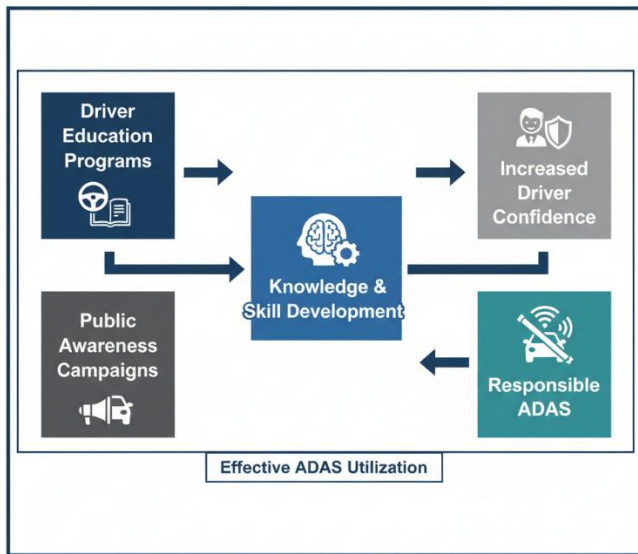 Driver
Education
Programs
Increased
Driver
Confidence
Knowledge &
Skill Development
Public
Awareness
Campaigns
Responsible
ADAS
Effective ADAS Utilization